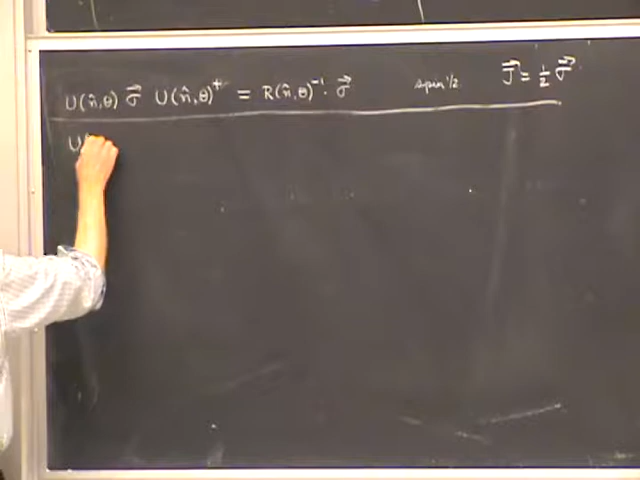 U(n̂,θ) σ⃗ U(n̂,θ)† = R(n̂,θ)⁻¹ · σ⃗ spin 1/2 J⃗ = ½ σ⃗
U(